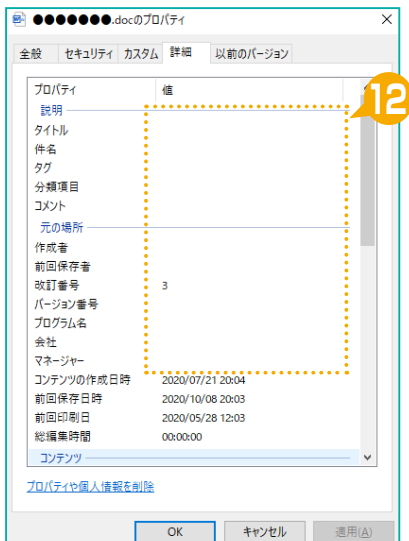 ●●●●●●●.docのプロパティ
全般 セキュリティ カスタム 詳細 以前のバージョン
プロパティ 値
12
説明
タイトル
件名
タグ
分類項目
コメント
元の場所
作成者
前回保存者
改訂番号 3
バージョン番号
プログラム名
会社
マネージャー
コンテンツの作成日時 2020/07/21 20:04
前回保存日時 2020/10/08 20:03
前回印刷日 2020/05/28 12:03
総編集時間 00:00:00
コンテンツ
プロパティや個人情報を削除
OK キャンセル 適用(A)